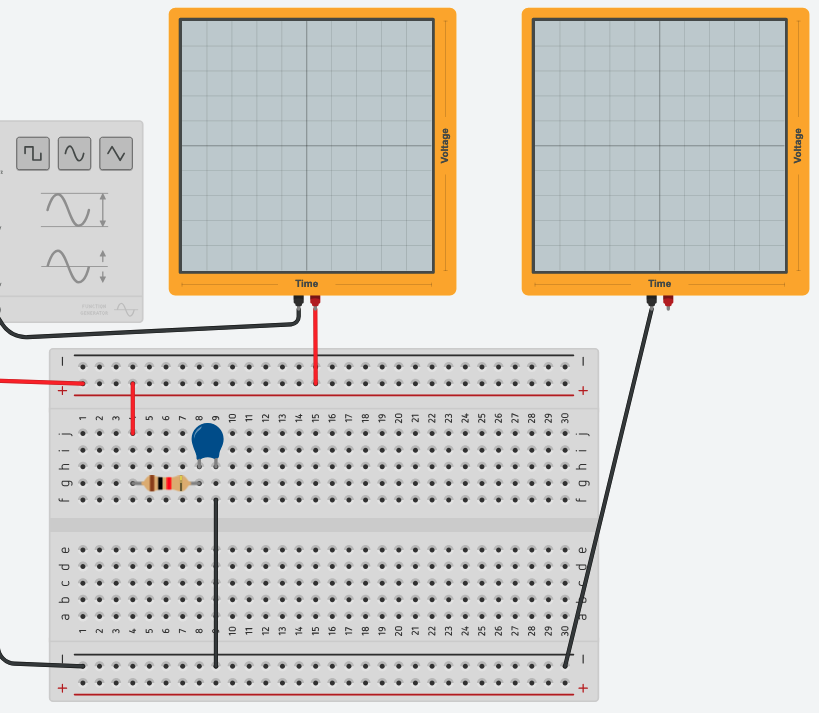 Voltage
Voltage
FUNCTION
GENERATOR
Time
Time
− −
+ +
1 2 3 4 5 6 7 8 9 10 11 12 13 14 15 16 17 18 19 20 21 22 23 24 25 26 27 28 29 30
j j
i i
h h
g g
f f
e e
d d
c c
b b
a a
1 2 3 4 5 6 7 8 9 10 11 12 13 14 15 16 17 18 19 20 21 22 23 24 25 26 27 28 29 30
− −
+ +